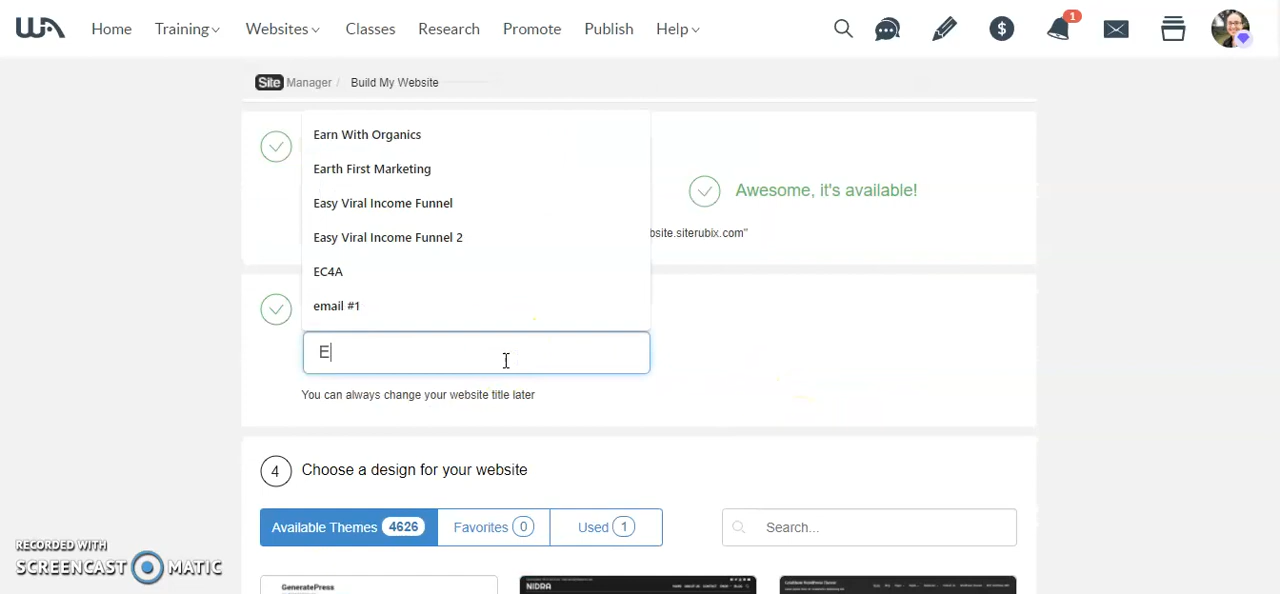 WA Home Training Websites Classes Research Promote Publish Help 1
Site Manager / Build My Website
Earn With Organics
Earth First Marketing
Easy Viral Income Funnel
Easy Viral Income Funnel 2
EC4A
email #1
Awesome, it's available!
bsite.siterubix.com"
E
You can always change your website title later
4 Choose a design for your website
Available Themes 4626 Favorites 0 Used 1 Search...
RECORDED WITH
SCREENCAST MATIC
GeneratePress
NIDRA